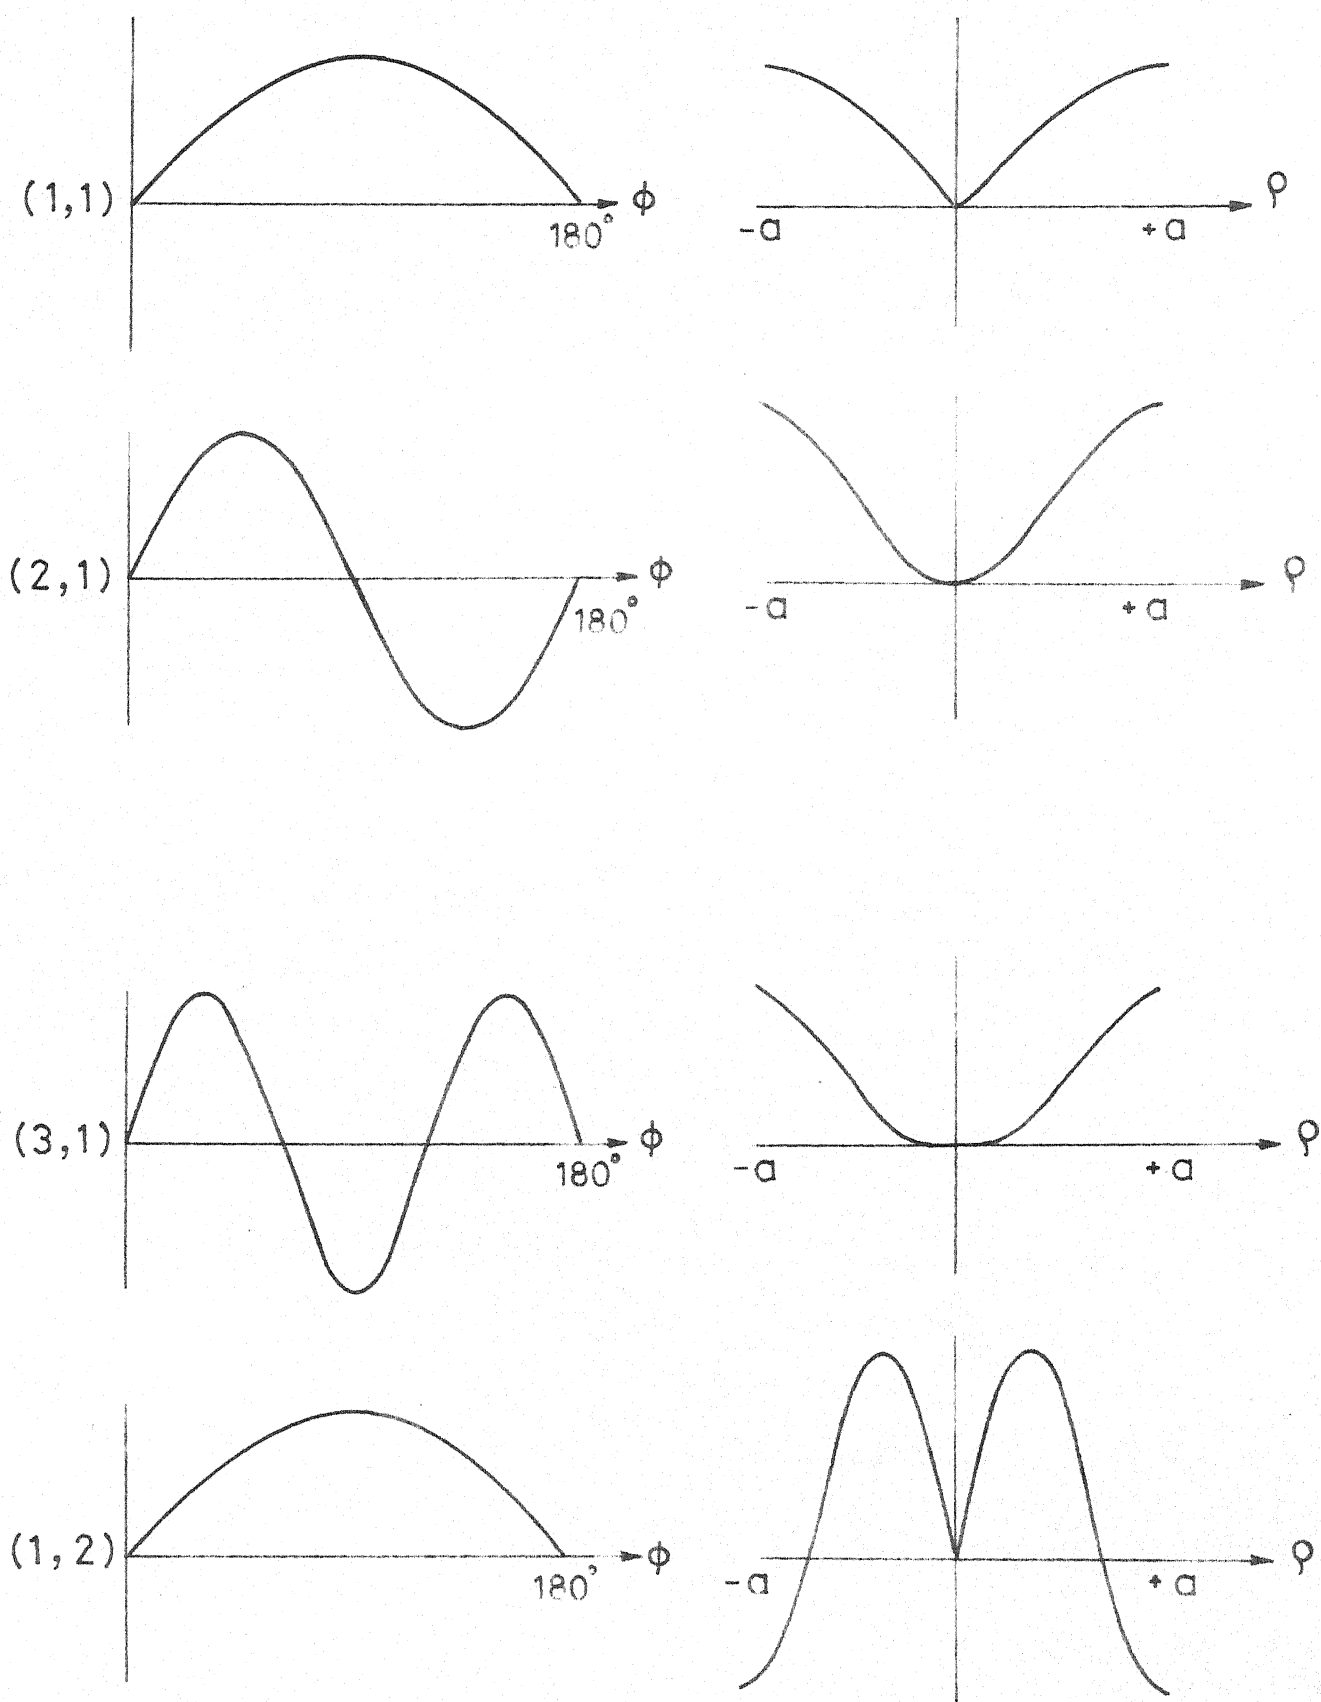 (1,1) ϕ ρ
180° -a +a
(2,1) ϕ ρ
180° -a +a
(3,1) ϕ ρ
180° -a +a
(1,2) ϕ ρ
180° -a +a